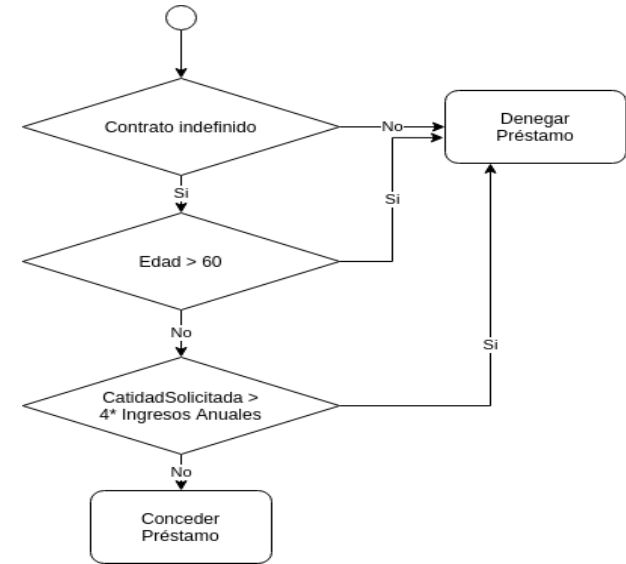 Contrato indefinido
No
Denegar
Préstamo
Si
Si
Edad > 60
No
Si
CatidadSolicitada >
4* Ingresos Anuales
No
Conceder
Préstamo